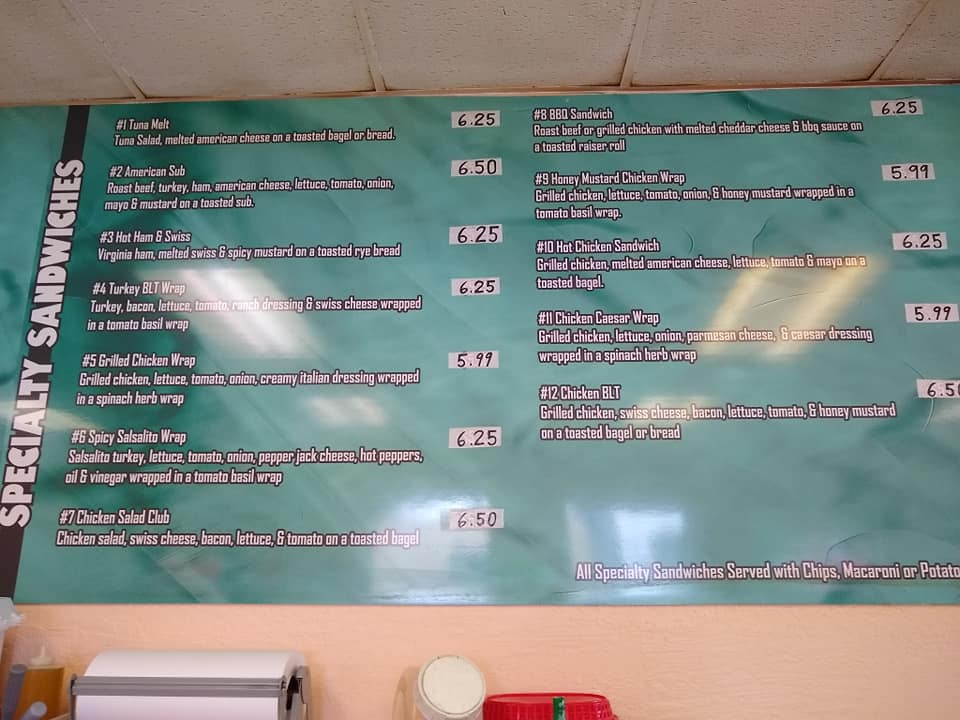 SPECIALTY SANDWICHES
#1 Tuna Melt 6.25
Tuna Salad, melted american cheese on a toasted bagel or bread.
#2 American Sub 6.50
Roast beef, turkey, ham, american cheese, lettuce, tomato, onion,
mayo & mustard on a toasted sub.
#3 Hot Ham & Swiss 6.25
Virginia ham, melted swiss & spicy mustard on a toasted rye bread
#4 Turkey BLT Wrap 6.25
Turkey, bacon, lettuce, tomato, ranch dressing & swiss cheese wrapped
in a tomato basil wrap
#5 Grilled Chicken Wrap 5.99
Grilled chicken, lettuce, tomato, onion, creamy italian dressing wrapped
in a spinach herb wrap
#6 Spicy Salsalito Wrap 6.25
Salsalito turkey, lettuce, tomato, onion, pepper jack cheese, hot peppers,
oil & vinegar wrapped in a tomato basil wrap
#7 Chicken Salad Club 6.50
Chicken salad, swiss cheese, bacon, lettuce, & tomato on a toasted bagel
#8 BBQ Sandwich 6.25
Roast beef or grilled chicken with melted cheddar cheese & bbq sauce on
a toasted raiser roll
#9 Honey Mustard Chicken Wrap 5.99
Grilled chicken, lettuce, tomato, onion, & honey mustard wrapped in a
tomato basil wrap.
#10 Hot Chicken Sandwich 6.25
Grilled chicken, melted american cheese, lettuce, tomato & mayo on a
toasted bagel.
#11 Chicken Caesar Wrap 5.99
Grilled chicken, lettuce, onion, parmesan cheese, & caesar dressing
wrapped in a spinach herb wrap
#12 Chicken BLT 6.50
Grilled chicken, swiss cheese, bacon, lettuce, tomato, & honey mustard
on a toasted bagel or bread
All Specialty Sandwiches Served with Chips, Macaroni or Potato